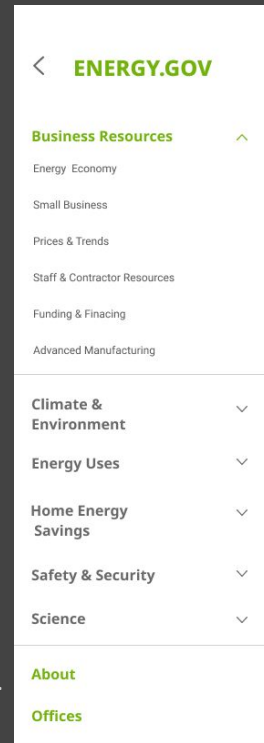 ENERGY.GOV
Business Resources
Energy Economy
Small Business
Prices & Trends
Staff & Contractor Resources
Funding & Finacing
Advanced Manufacturing
Climate &
Environment
Energy Uses
Home Energy
Savings
Safety & Security
Science
About
Offices